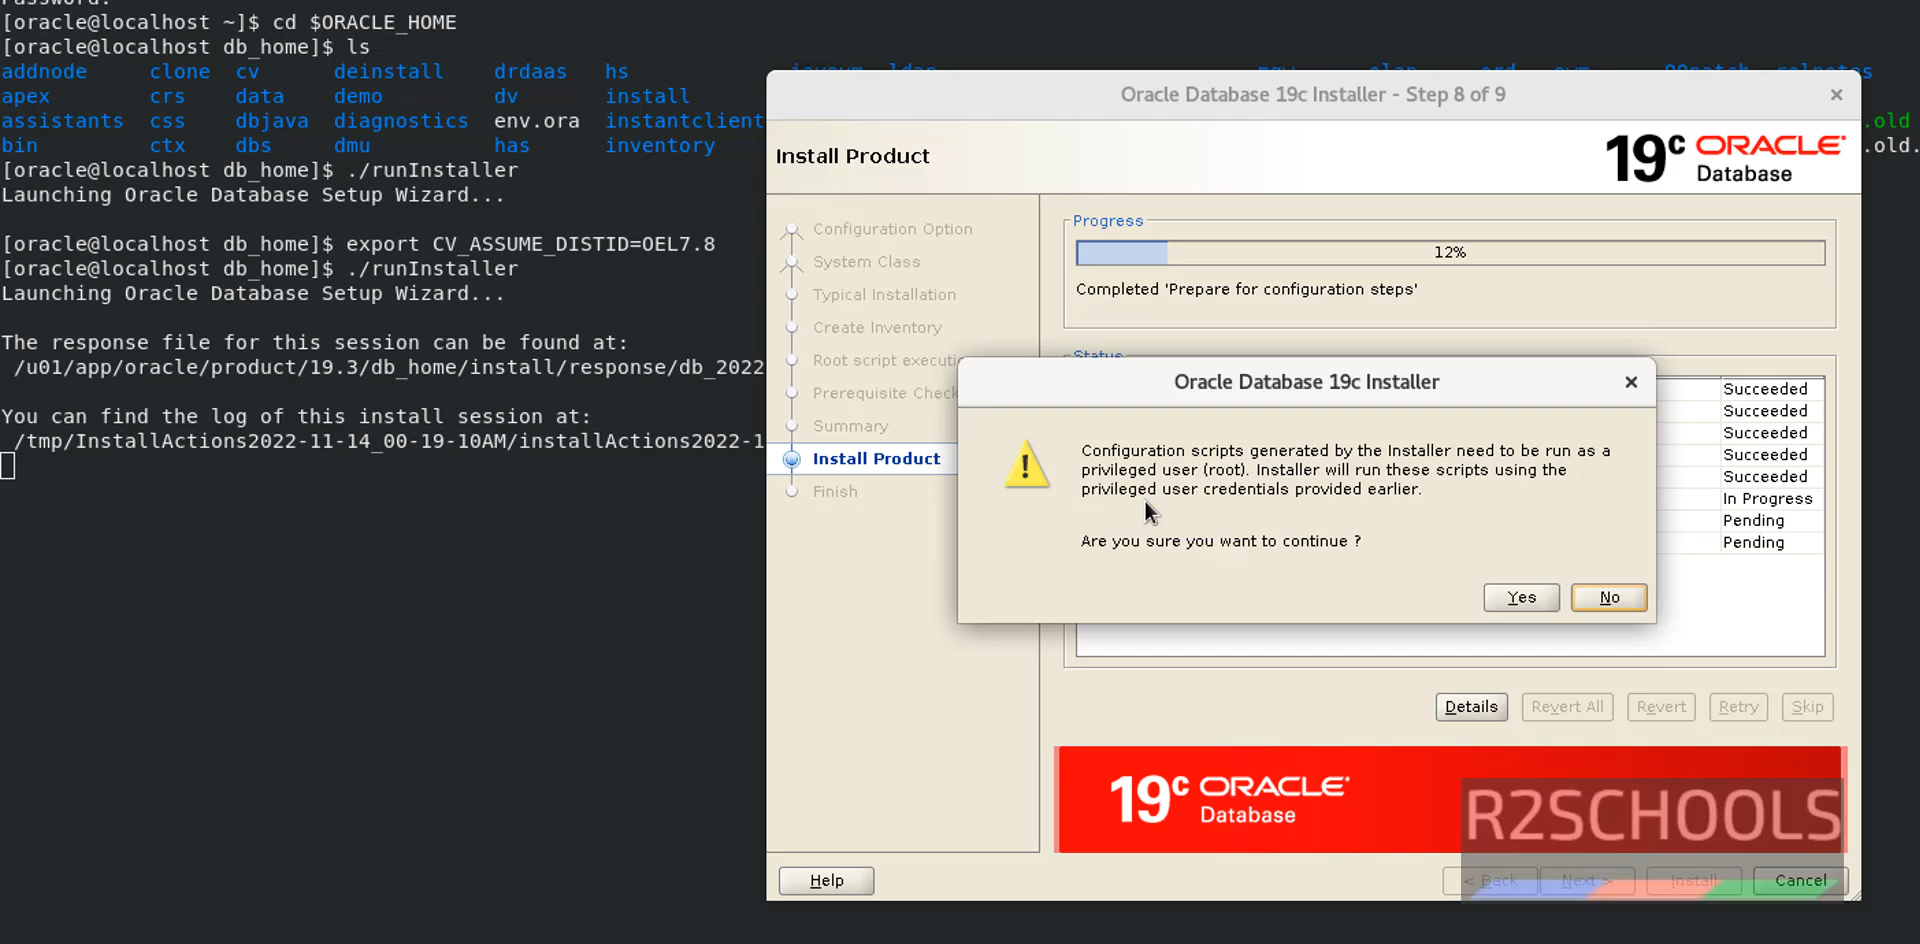 [oracle@localhost ~]$ cd $ORACLE_HOME
[oracle@localhost db_home]$ ls
addnode clone cv deinstall drdaas hs
apex crs data demo dv install
assistants css dbjava diagnostics env.ora instantclient
bin ctx dbs dmu has inventory
.old
.old.
[oracle@localhost db_home]$ ./runInstaller
Launching Oracle Database Setup Wizard...
[oracle@localhost db_home]$ export CV_ASSUME_DISTID=OEL7.8
[oracle@localhost db_home]$ ./runInstaller
Launching Oracle Database Setup Wizard...
The response file for this session can be found at:
/u01/app/oracle/product/19.3/db_home/install/response/db_2022
You can find the log of this install session at:
/tmp/InstallActions2022-11-14_00-19-10AM/installActions2022-1
Oracle Database 19c Installer - Step 8 of 9
Install Product
19c ORACLE
Database
Configuration Option
System Class
Typical Installation
Create Inventory
Root script executi
Prerequisite Check
Summary
Install Product
Finish
Progress
12%
Completed 'Prepare for configuration steps'
Status
Succeeded
Succeeded
Succeeded
Succeeded
Succeeded
In Progress
Pending
Pending
Oracle Database 19c Installer
Configuration scripts generated by the Installer need to be run as a
privileged user (root). Installer will run these scripts using the
privileged user credentials provided earlier.
Are you sure you want to continue ?
Yes No
Details Revert All Revert Retry Skip
19c ORACLE
Database
R2SCHOOLS
Help < Back Next > Install Cancel